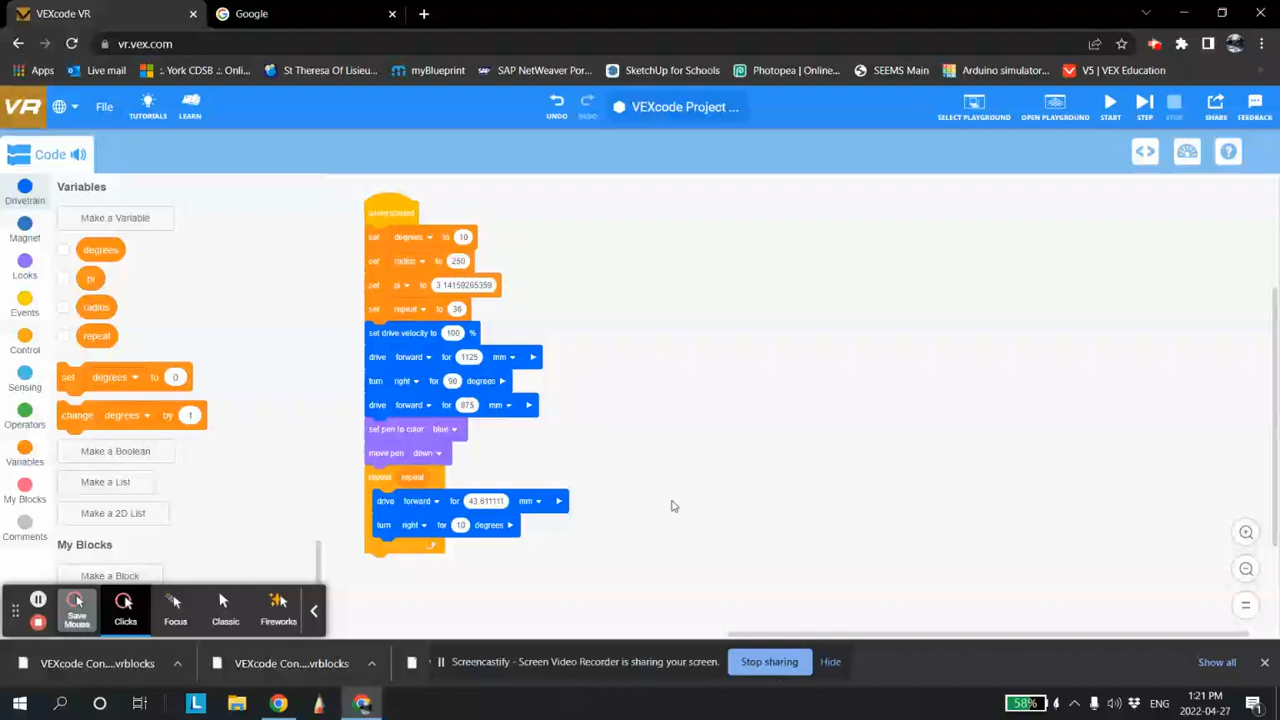 VEXcode VR
Google
vr.vex.com
Apps
Live mail
.: York CDSB :. Onli...
St Theresa Of Lisieu...
myBlueprint
SAP NetWeaver Por...
SketchUp for Schools
Photopea | Online...
SEEMS Main
Arduino simulator...
V5 | VEX Education
VR
File
TUTORIALS
LEARN
UNDO
REDO
VEXcode Project ...
SELECT PLAYGROUND
OPEN PLAYGROUND
START
STEP
STOP
SHARE
FEEDBACK
Code
Drivetrain
Magnet
Looks
Events
Control
Sensing
Operators
Variables
My Blocks
Comments
Variables
Make a Variable
degrees
pi
radius
repeat
set degrees to 0
change degrees by 1
Make a Boolean
Make a List
Make a 2D List
My Blocks
Make a Block
when started
set degrees to 10
set radius to 250
set pi to 3.14159265359
set repeat to 36
set drive velocity to 100 %
drive forward for 1125 mm
turn right for 90 degrees
drive forward for 875 mm
set pen to color blue
move pen down
repeat repeat
drive forward for 43.611111 mm
turn right for 10 degrees
Save Mouse
Clicks
Focus
Classic
Fireworks
VEXcode Con....vrblocks
VEXcode Con....vrblocks
Screencastify - Screen Video Recorder is sharing your screen.
Stop sharing
Hide
Show all
L
58%
ENG
1:21 PM
2022-04-27
1